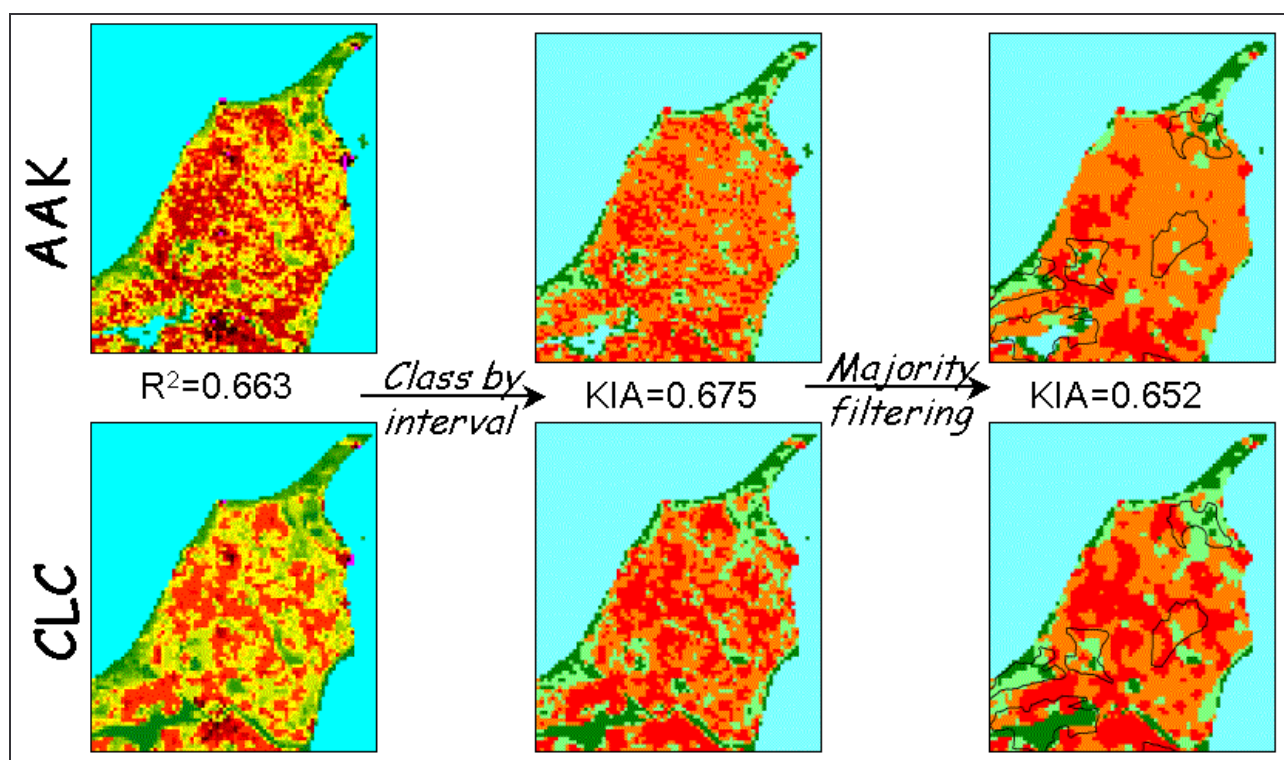 AAK
R²=0.663
Class by
interval
KIA=0.675
Majority
filtering
KIA=0.652
CLC